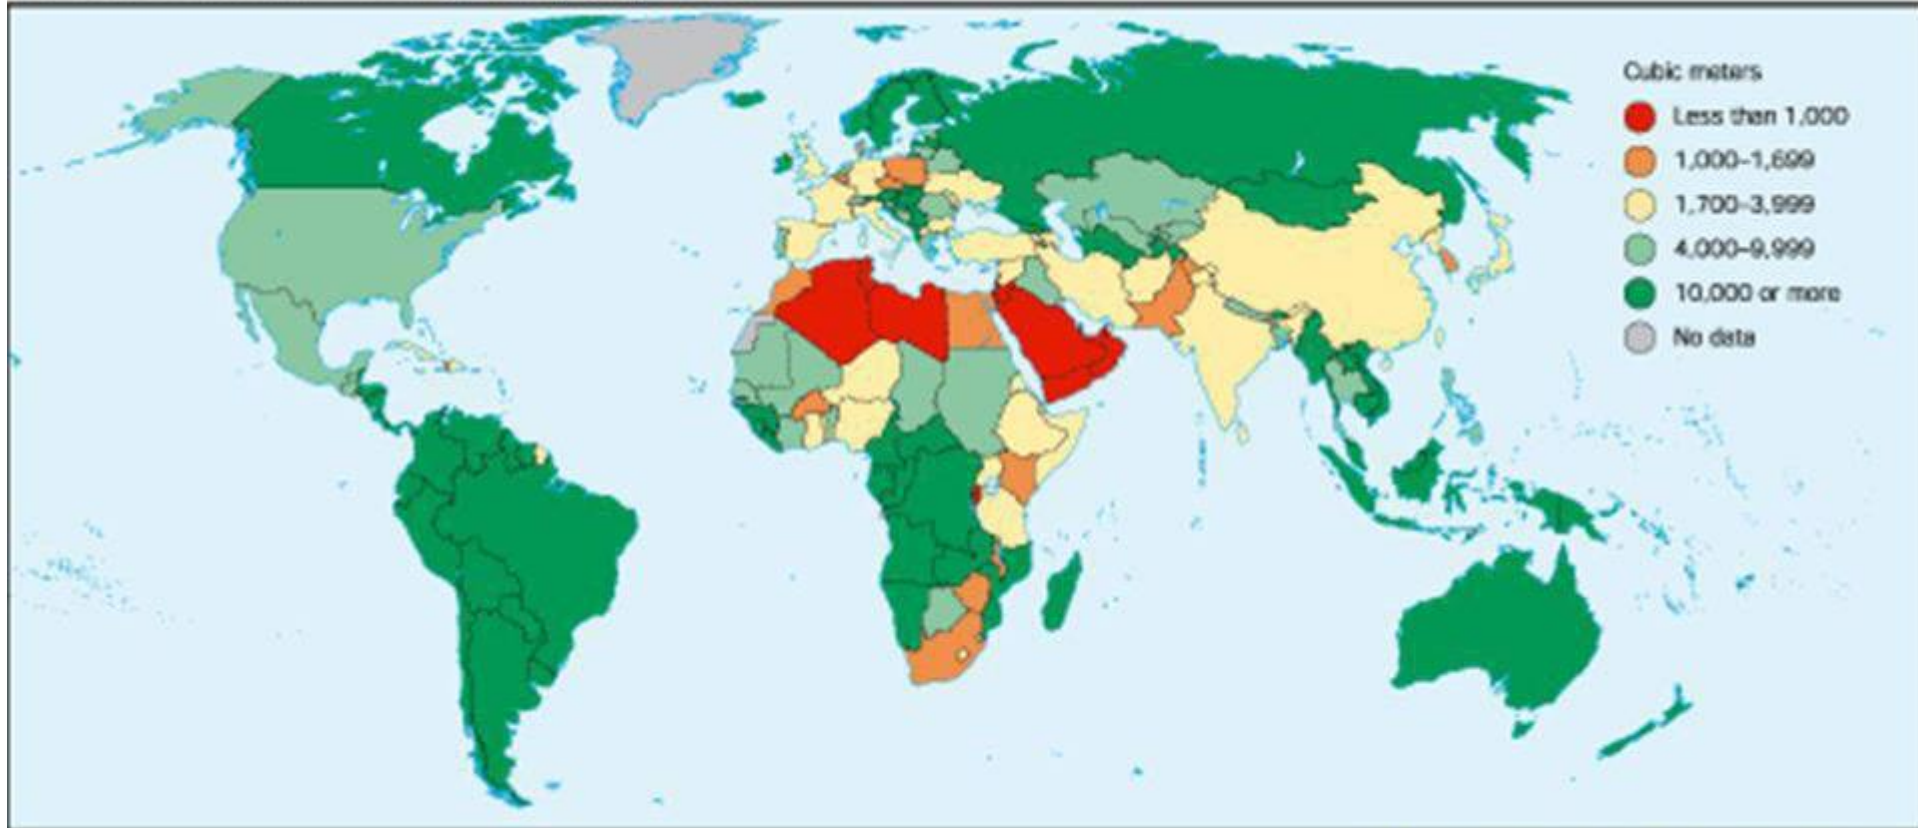 Cubic meters
Less than 1,000
1,000–1,699
1,700–3,999
4,000–9,999
10,000 or more
No data